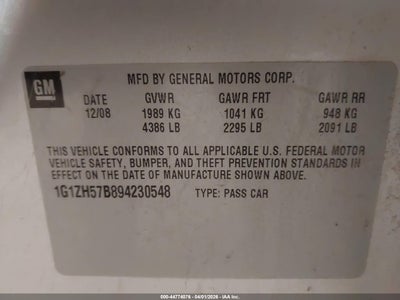 GM
MFD BY GENERAL MOTORS CORP.
DATE GVWR GAWR FRT GAWR RR
12/08 1989 KG 1041 KG 948 KG
4386 LB 2295 LB 2091 LB
THIS VEHICLE CONFORMS TO ALL APPLICABLE U.S. FEDERAL MOTOR
VEHICLE SAFETY, BUMPER, AND THEFT PREVENTION STANDARDS IN
EFFECT ON THE DATE OF MANUFACTURE SHOWN ABOVE.
1G1ZH57B894230548 TYPE: PASS CAR
000-44774076 04/01/2026 IAA Inc.